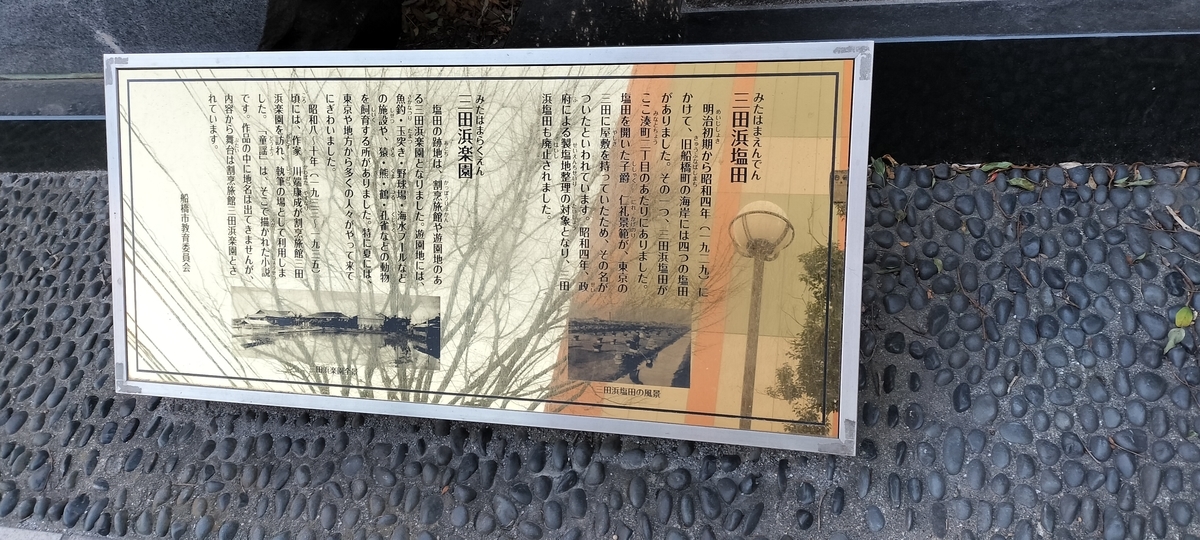 みたはまえんでん
三田浜塩田
明治初期から昭和四年（一九二九）に
かけて、旧船橋町の海岸には四つの塩田
がありました。その一つ、三田浜塩田が
ここ湊町二丁目のあたりにありました。
塩田を開いた子爵 仁礼景範が、東京の
三田に屋敷を持っていたため、その名が
ついたといわれています。昭和四年、政
府による製塩地整理の対象となり、三田
浜塩田も廃止されました。
三田浜塩田の風景
みたはまらくえん
三田浜楽園
塩田の跡地は、割烹旅館や遊園地のあ
る三田浜楽園となりました。遊園地には、
魚釣・玉突き・野球場・海水プールなど
の施設や、猿・熊・鶴・孔雀などの動物
を飼育する所がありました。特に夏には、
東京や地方から多くの人々がやって来て
にぎわいました。
昭和八〜十年（一九三三〜一九三五）
頃には、作家 川端康成が割烹旅館三田
浜楽園を訪れ、執筆の場として利用しま
した。「童謡」は、そこで描かれた小説
です。作品の中に地名は出てきませんが、
内容から舞台は割烹旅館三田浜楽園とさ
れています。
三田浜楽園全景
船橋市教育委員会